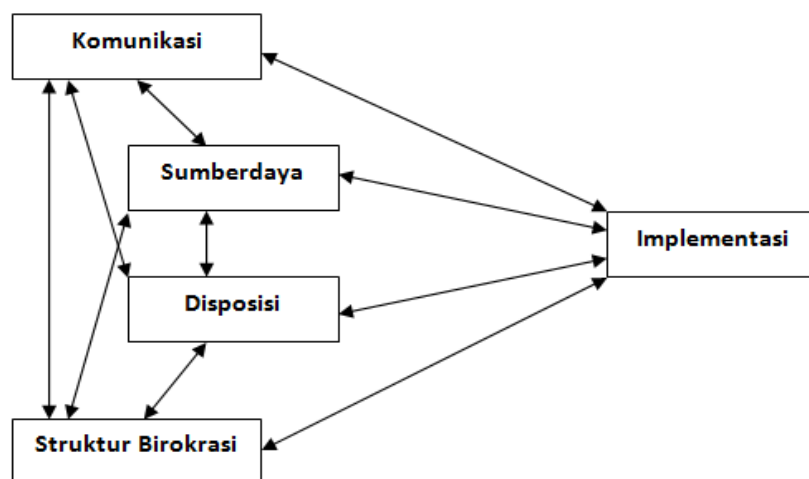 Komunikasi
Sumberdaya
Implementasi
Disposisi
Struktur Birokrasi